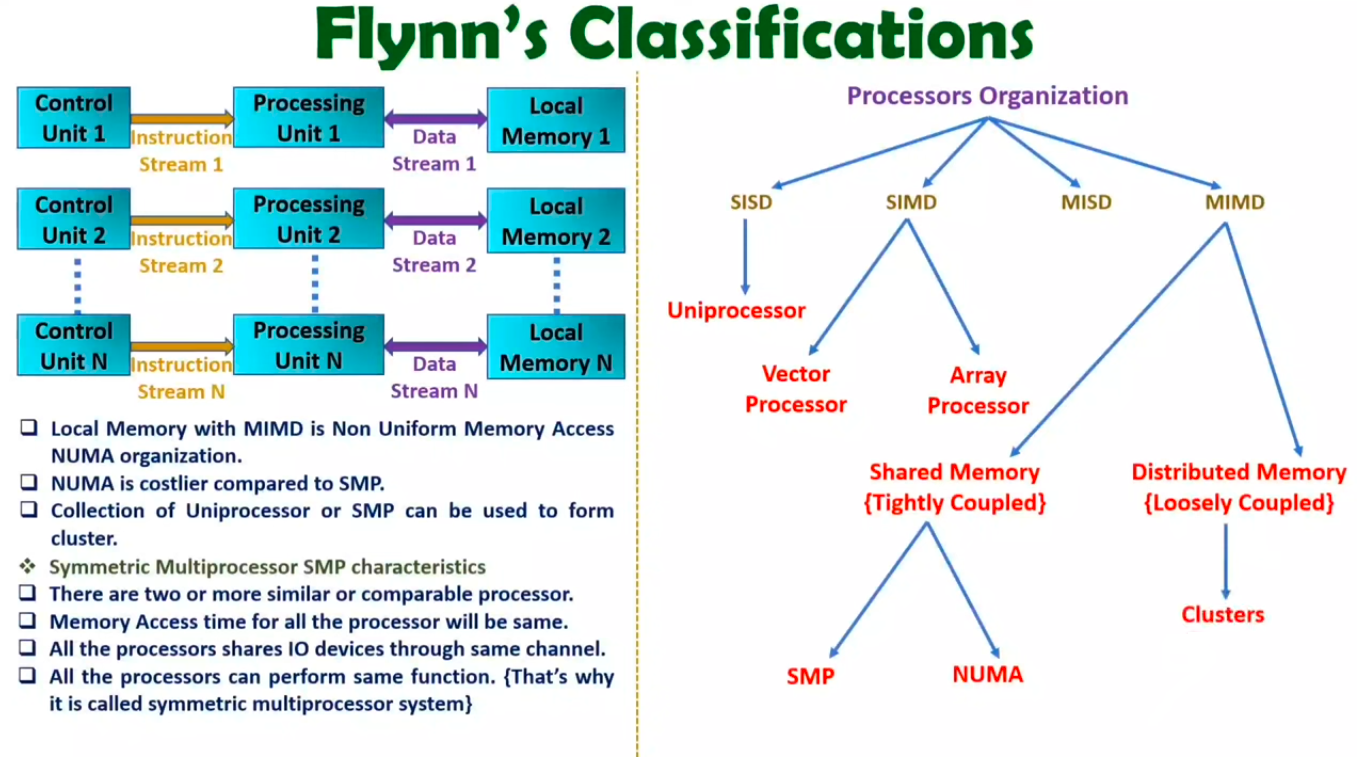 Flynn's Classifications
Control
Unit 1
Instruction
Stream 1
Processing
Unit 1
Data
Stream 1
Local
Memory 1
Control
Unit 2
Instruction
Stream 2
Processing
Unit 2
Data
Stream 2
Local
Memory 2
Control
Unit N
Instruction
Stream N
Processing
Unit N
Data
Stream N
Local
Memory N
Local Memory with MIMD is Non Uniform Memory Access
NUMA organization.
NUMA is costlier compared to SMP.
Collection of Uniprocessor or SMP can be used to form
cluster.
Symmetric Multiprocessor SMP characteristics
There are two or more similar or comparable processor.
Memory Access time for all the processor will be same.
All the processors shares IO devices through same channel.
All the processors can perform same function. {That's why
it is called symmetric multiprocessor system}
Processors Organization
SISD
SIMD
MISD
MIMD
Uniprocessor
Vector
Processor
Array
Processor
Shared Memory
{Tightly Coupled}
Distributed Memory
{Loosely Coupled}
Clusters
SMP
NUMA